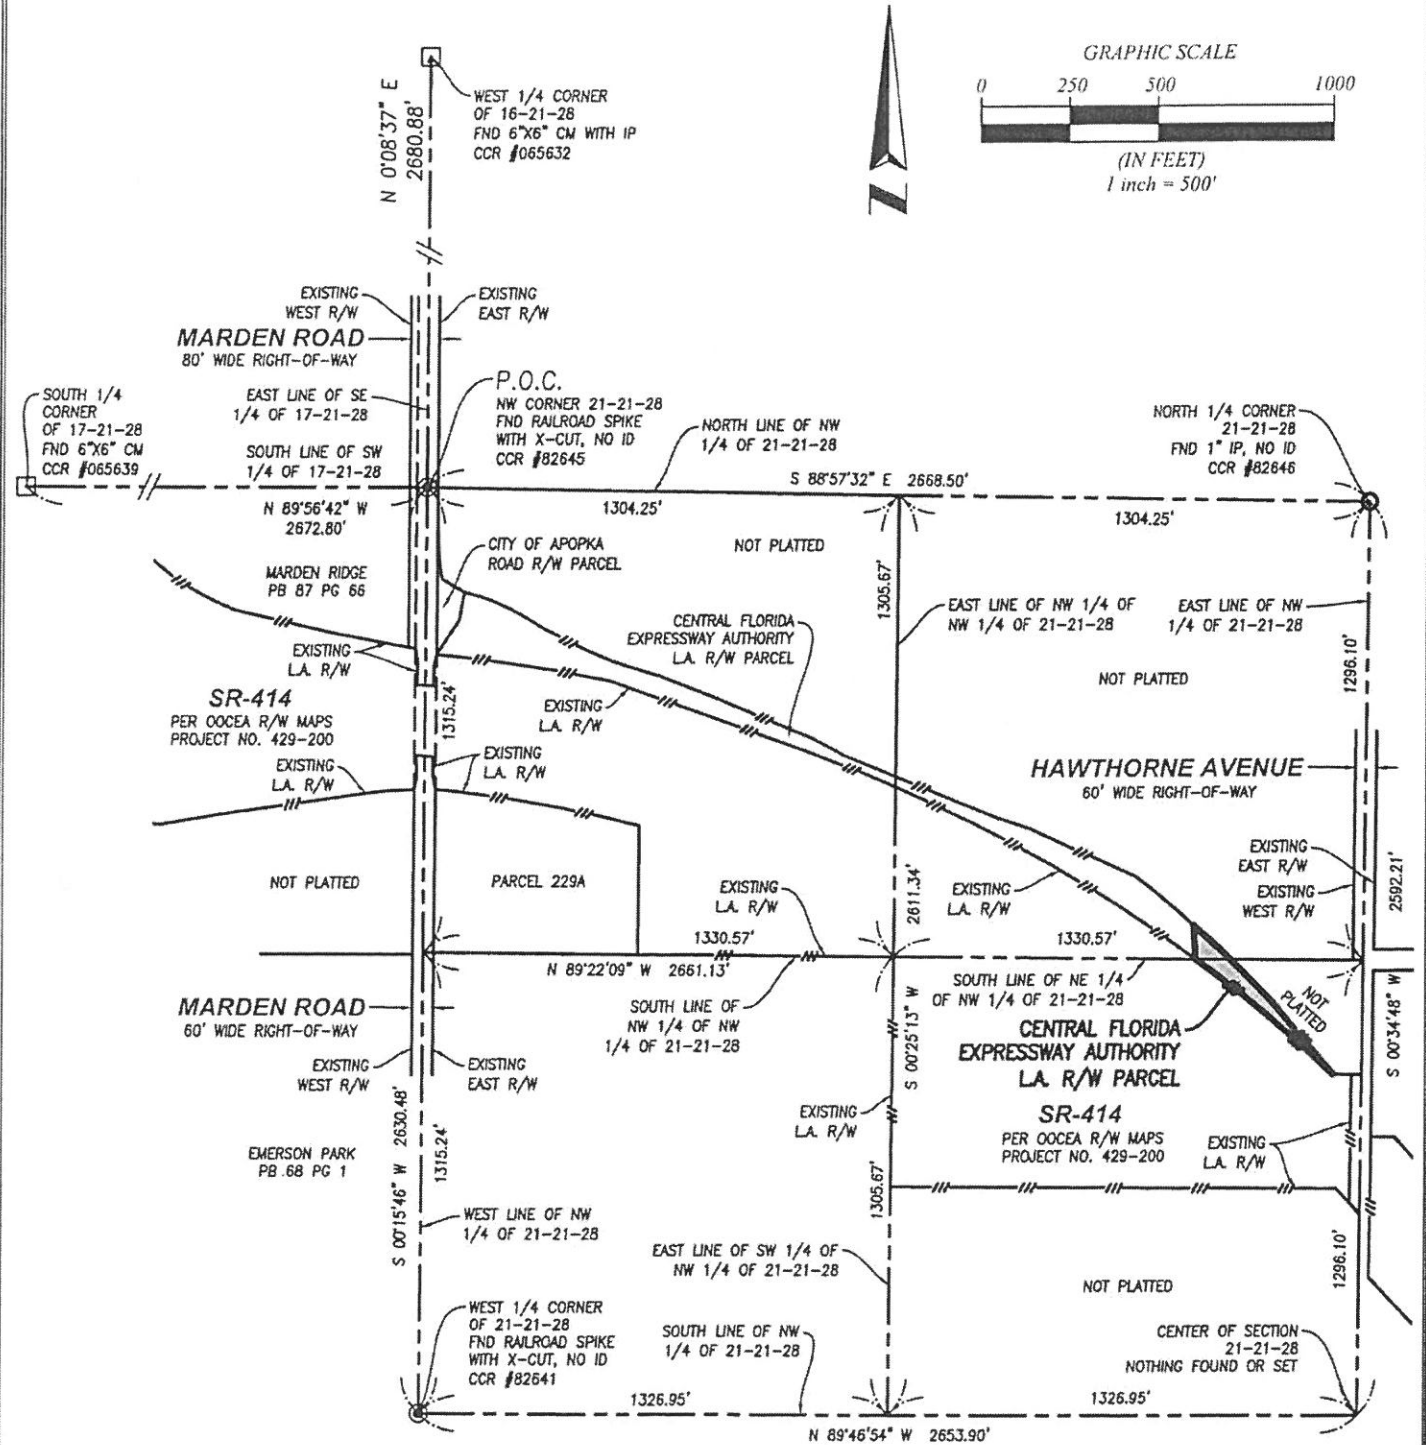 GRAPHIC SCALE
0 250 500 1000
(IN FEET)
1 inch = 500'
N
N 0°08'37" E
2680.88'
WEST 1/4 CORNER
OF 16-21-28
FND 6"X6" CM WITH IP
CCR #065632
EXISTING
WEST R/W
EXISTING
EAST R/W
MARDEN ROAD
80' WIDE RIGHT-OF-WAY
SOUTH 1/4
CORNER
OF 17-21-28
FND 6"X6" CM
CCR #065639
EAST LINE OF SE
1/4 OF 17-21-28
SOUTH LINE OF SW
1/4 OF 17-21-28
P.O.C.
NW CORNER 21-21-28
FND RAILROAD SPIKE
WITH X-CUT, NO ID
CCR #82645
NORTH LINE OF NW
1/4 OF 21-21-28
NORTH 1/4 CORNER
21-21-28
FND 1" IP, NO ID
CCR #82646
S 88°57'32" E 2668.50'
N 89°56'42" W
2672.80'
1304.25'
1304.25'
MARDEN RIDGE
PB 87 PG 66
CITY OF APOPKA
ROAD R/W PARCEL
NOT PLATTED
1305.67'
EAST LINE OF NW 1/4 OF
NW 1/4 OF 21-21-28
EAST LINE OF NW
1/4 OF 21-21-28
CENTRAL FLORIDA
EXPRESSWAY AUTHORITY
L.A. R/W PARCEL
1296.10'
EXISTING
L.A. R/W
NOT PLATTED
SR-414
PER OOCEA R/W MAPS
PROJECT NO. 429-200
1315.24'
EXISTING
L.A. R/W
EXISTING
L.A. R/W
EXISTING
L.A. R/W
HAWTHORNE AVENUE
60' WIDE RIGHT-OF-WAY
EXISTING
EAST R/W
EXISTING
WEST R/W
2592.21'
NOT PLATTED
PARCEL 229A
EXISTING
L.A. R/W
2611.34'
EXISTING
L.A. R/W
1330.57'
1330.57'
N 89°22'09" W 2661.13'
SOUTH LINE OF NE 1/4
OF NW 1/4 OF 21-21-28
NOT
PLATTED
MARDEN ROAD
60' WIDE RIGHT-OF-WAY
SOUTH LINE OF
NW 1/4 OF NW
1/4 OF 21-21-28
S 00°25'13" W
CENTRAL FLORIDA
EXPRESSWAY AUTHORITY
L.A. R/W PARCEL
S 00°34'48" W
EXISTING
WEST R/W
EXISTING
EAST R/W
EXISTING
L.A. R/W
SR-414
PER OOCEA R/W MAPS
PROJECT NO. 429-200
EXISTING
L.A. R/W
EMERSON PARK
PB 68 PG 1
S 00°15'46" W 2630.48'
1315.24'
1305.67'
WEST LINE OF NW
1/4 OF 21-21-28
EAST LINE OF SW 1/4 OF
NW 1/4 OF 21-21-28
1296.10'
NOT PLATTED
WEST 1/4 CORNER
OF 21-21-28
FND RAILROAD SPIKE
WITH X-CUT, NO ID
CCR #82641
SOUTH LINE OF NW
1/4 OF 21-21-28
CENTER OF SECTION
21-21-28
NOTHING FOUND OR SET
1326.95'
1326.95'
N 89°46'54" W 2653.90'